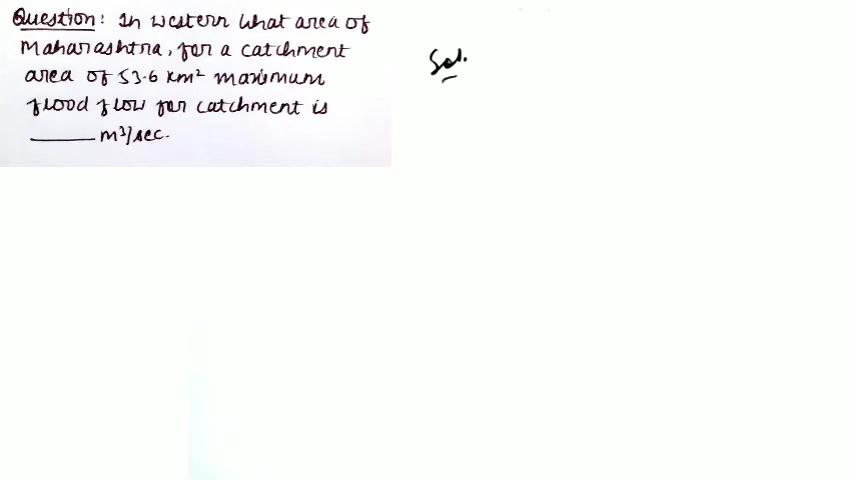 Question: In western What area of
Maharashtra, for a catchment
area of 53.6 km² maximum
flood flow for catchment is
______ m³/sec.
Sol.